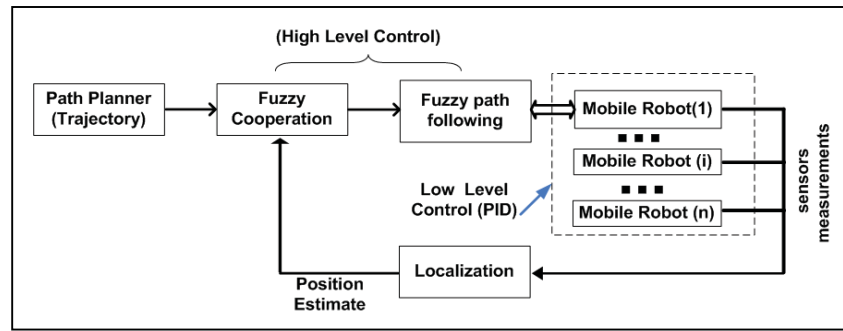 (High Level Control)
Path Planner
(Trajectory)
Fuzzy
Cooperation
Fuzzy path
following
Mobile Robot(1)
Mobile Robot (i)
Mobile Robot (n)
Low Level
Control (PID)
sensors
measurements
Localization
Position
Estimate